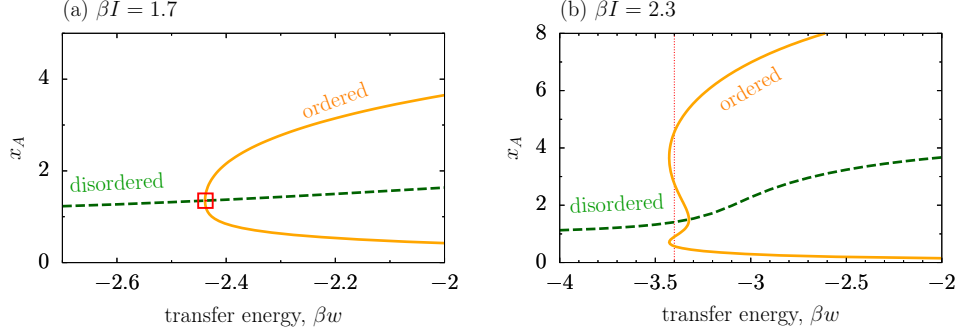 (a) βI = 1.7
4
2
0
x_A
ordered
disordered
−2.6
−2.4
−2.2
−2
transfer energy, βw
(b) βI = 2.3
8
6
4
2
0
x_A
ordered
disordered
−4
−3.5
−3
−2.5
−2
transfer energy, βw